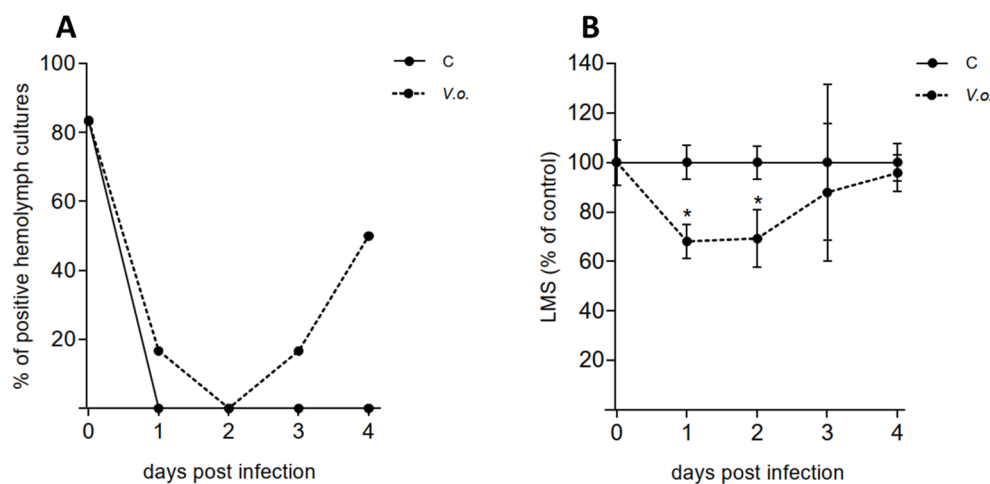 A
C
V.o.
% of positive hemolymph cultures
100
80
60
40
20
0 1 2 3 4
days post infection
B
C
V.o.
LMS (% of control)
140
120
100
80
60
40
20
* *
0 1 2 3 4
days post infection